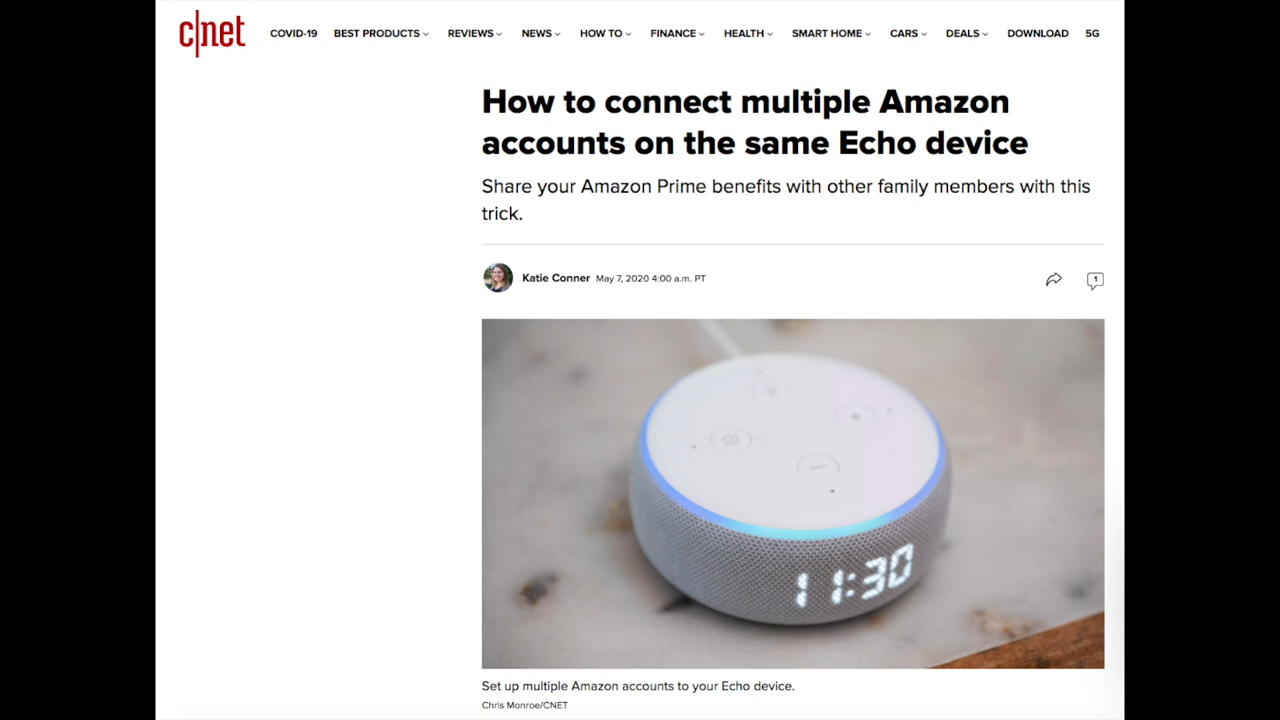 c|net
COVID-19 BEST PRODUCTS REVIEWS NEWS HOW TO FINANCE HEALTH SMART HOME CARS DEALS DOWNLOAD 5G
How to connect multiple Amazon
accounts on the same Echo device
Share your Amazon Prime benefits with other family members with this
trick.
Katie Conner May 7, 2020 4:00 a.m. PT
1
11:30
Set up multiple Amazon accounts to your Echo device.
Chris Monroe/CNET